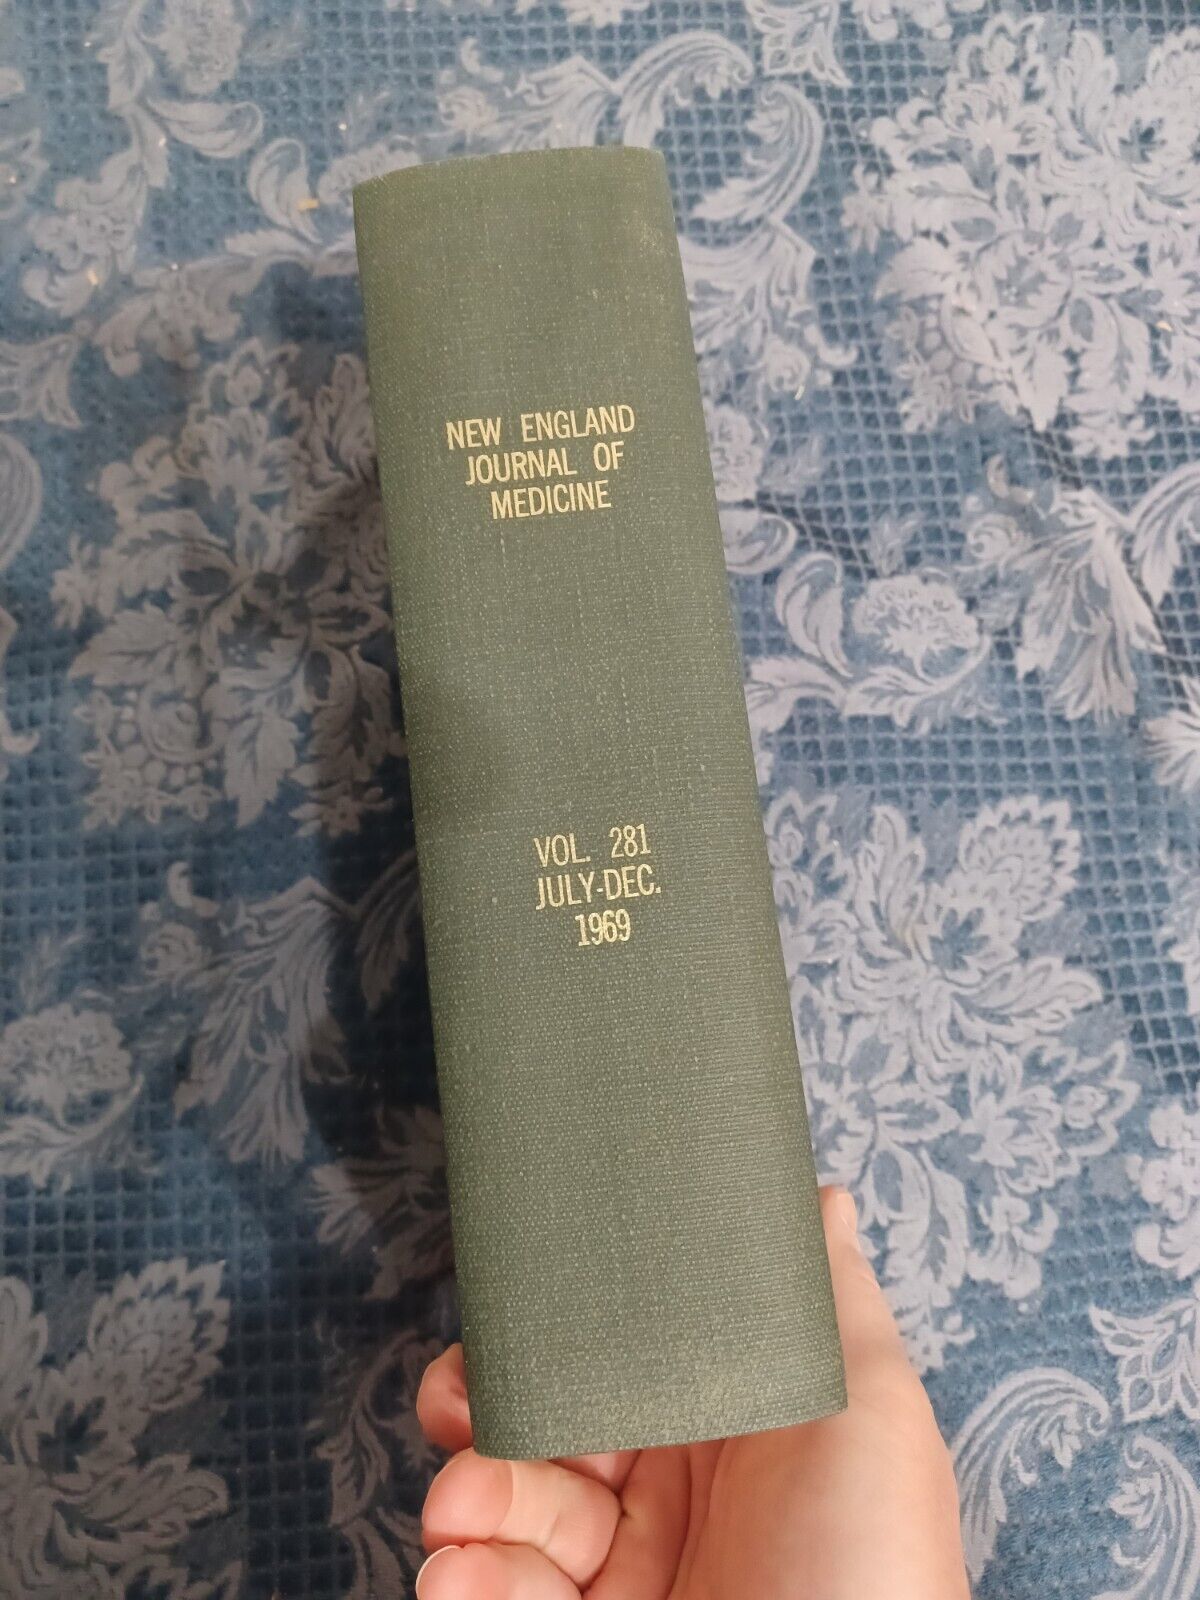 NEW ENGLAND
JOURNAL OF
MEDICINE
VOL. 281
JULY-DEC.
1969